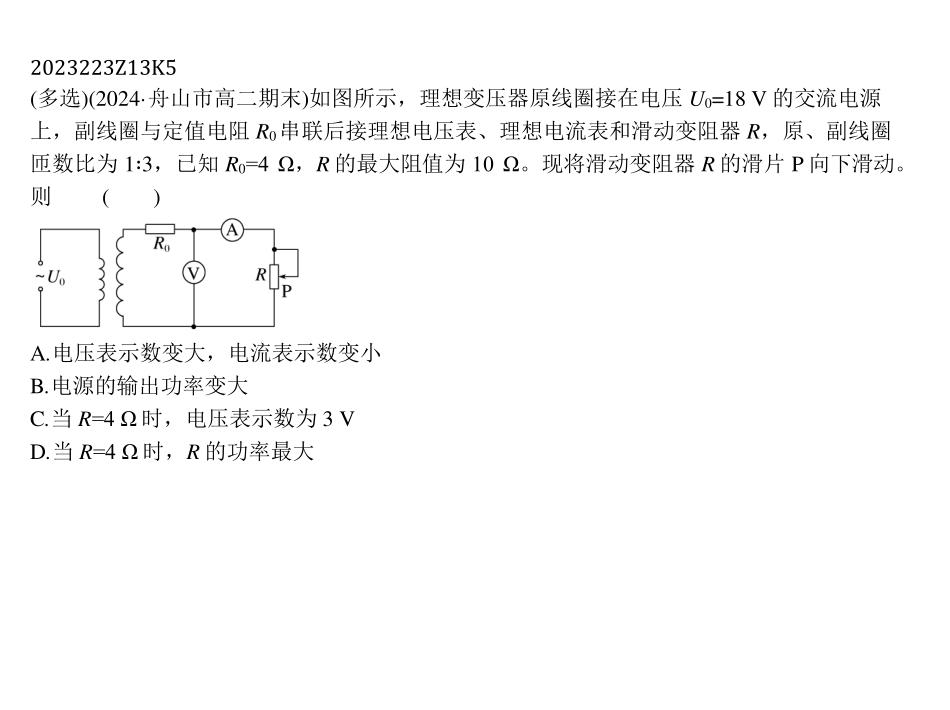 2023223Z13K5
(多选)(2024·舟山市高二期末)如图所示，理想变压器原线圈接在电压 U₀=18 V 的交流电源
上，副线圈与定值电阻 R₀串联后接理想电压表、理想电流表和滑动变阻器 R，原、副线圈
匝数比为 1∶3，已知 R₀=4 Ω，R 的最大阻值为 10 Ω。现将滑动变阻器 R 的滑片 P 向下滑动。
则 ( )
R₀
A
~U₀
V
R
P
A.电压表示数变大，电流表示数变小
B.电源的输出功率变大
C.当 R=4 Ω 时，电压表示数为 3 V
D.当 R=4 Ω 时，R 的功率最大